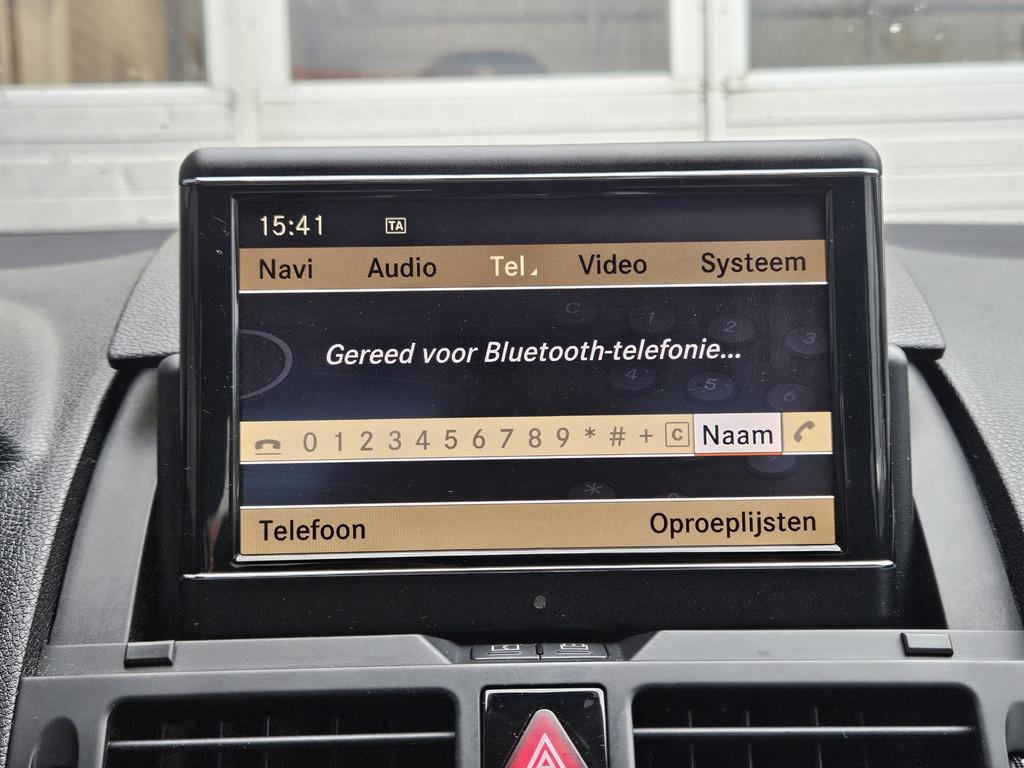 15:41 TA
Navi Audio Tel Video Systeem
Gereed voor Bluetooth-telefonie...
0 1 2 3 4 5 6 7 8 9 * # + C Naam
Telefoon Oproeplijsten